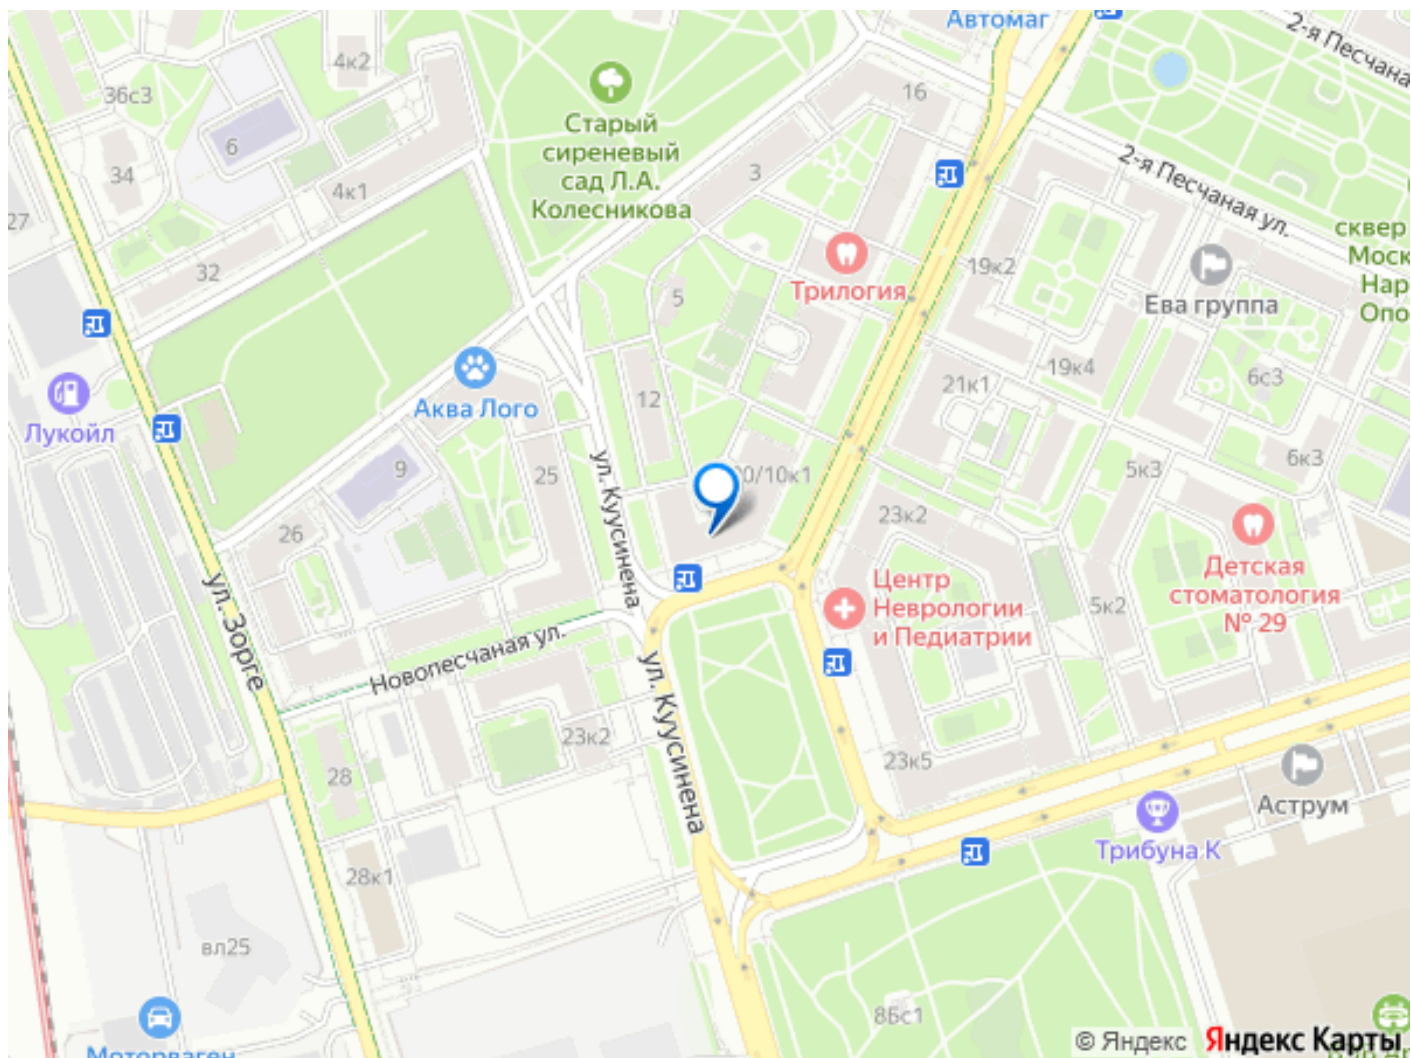 Автомаг
2-я Песчана
4к2
36с3
16
Старый
сиреневый
сад Л.А.
Колесникова
6
34
4к1
3
2-я Песчаная ул.
27
сквер
Моск
Нар
Опо
32
19к2
Трилогия
5
Ева группа
19к4
21к1
6с3
Аква Лого
12
Лукойл
9
25
0/10к1
5к3
6к3
ул. Куусинена
26
23к2
ул. Зорге
Центр
Неврологии
и Педиатрии
Детская
стоматология
№ 29
5к2
Новопесчаная ул.
ул. Куусинена
23к2
28
23к5
Аструм
Трибуна К
28к1
вл25
8Бс1
Моторваген
© Яндекс Яндекс Карты